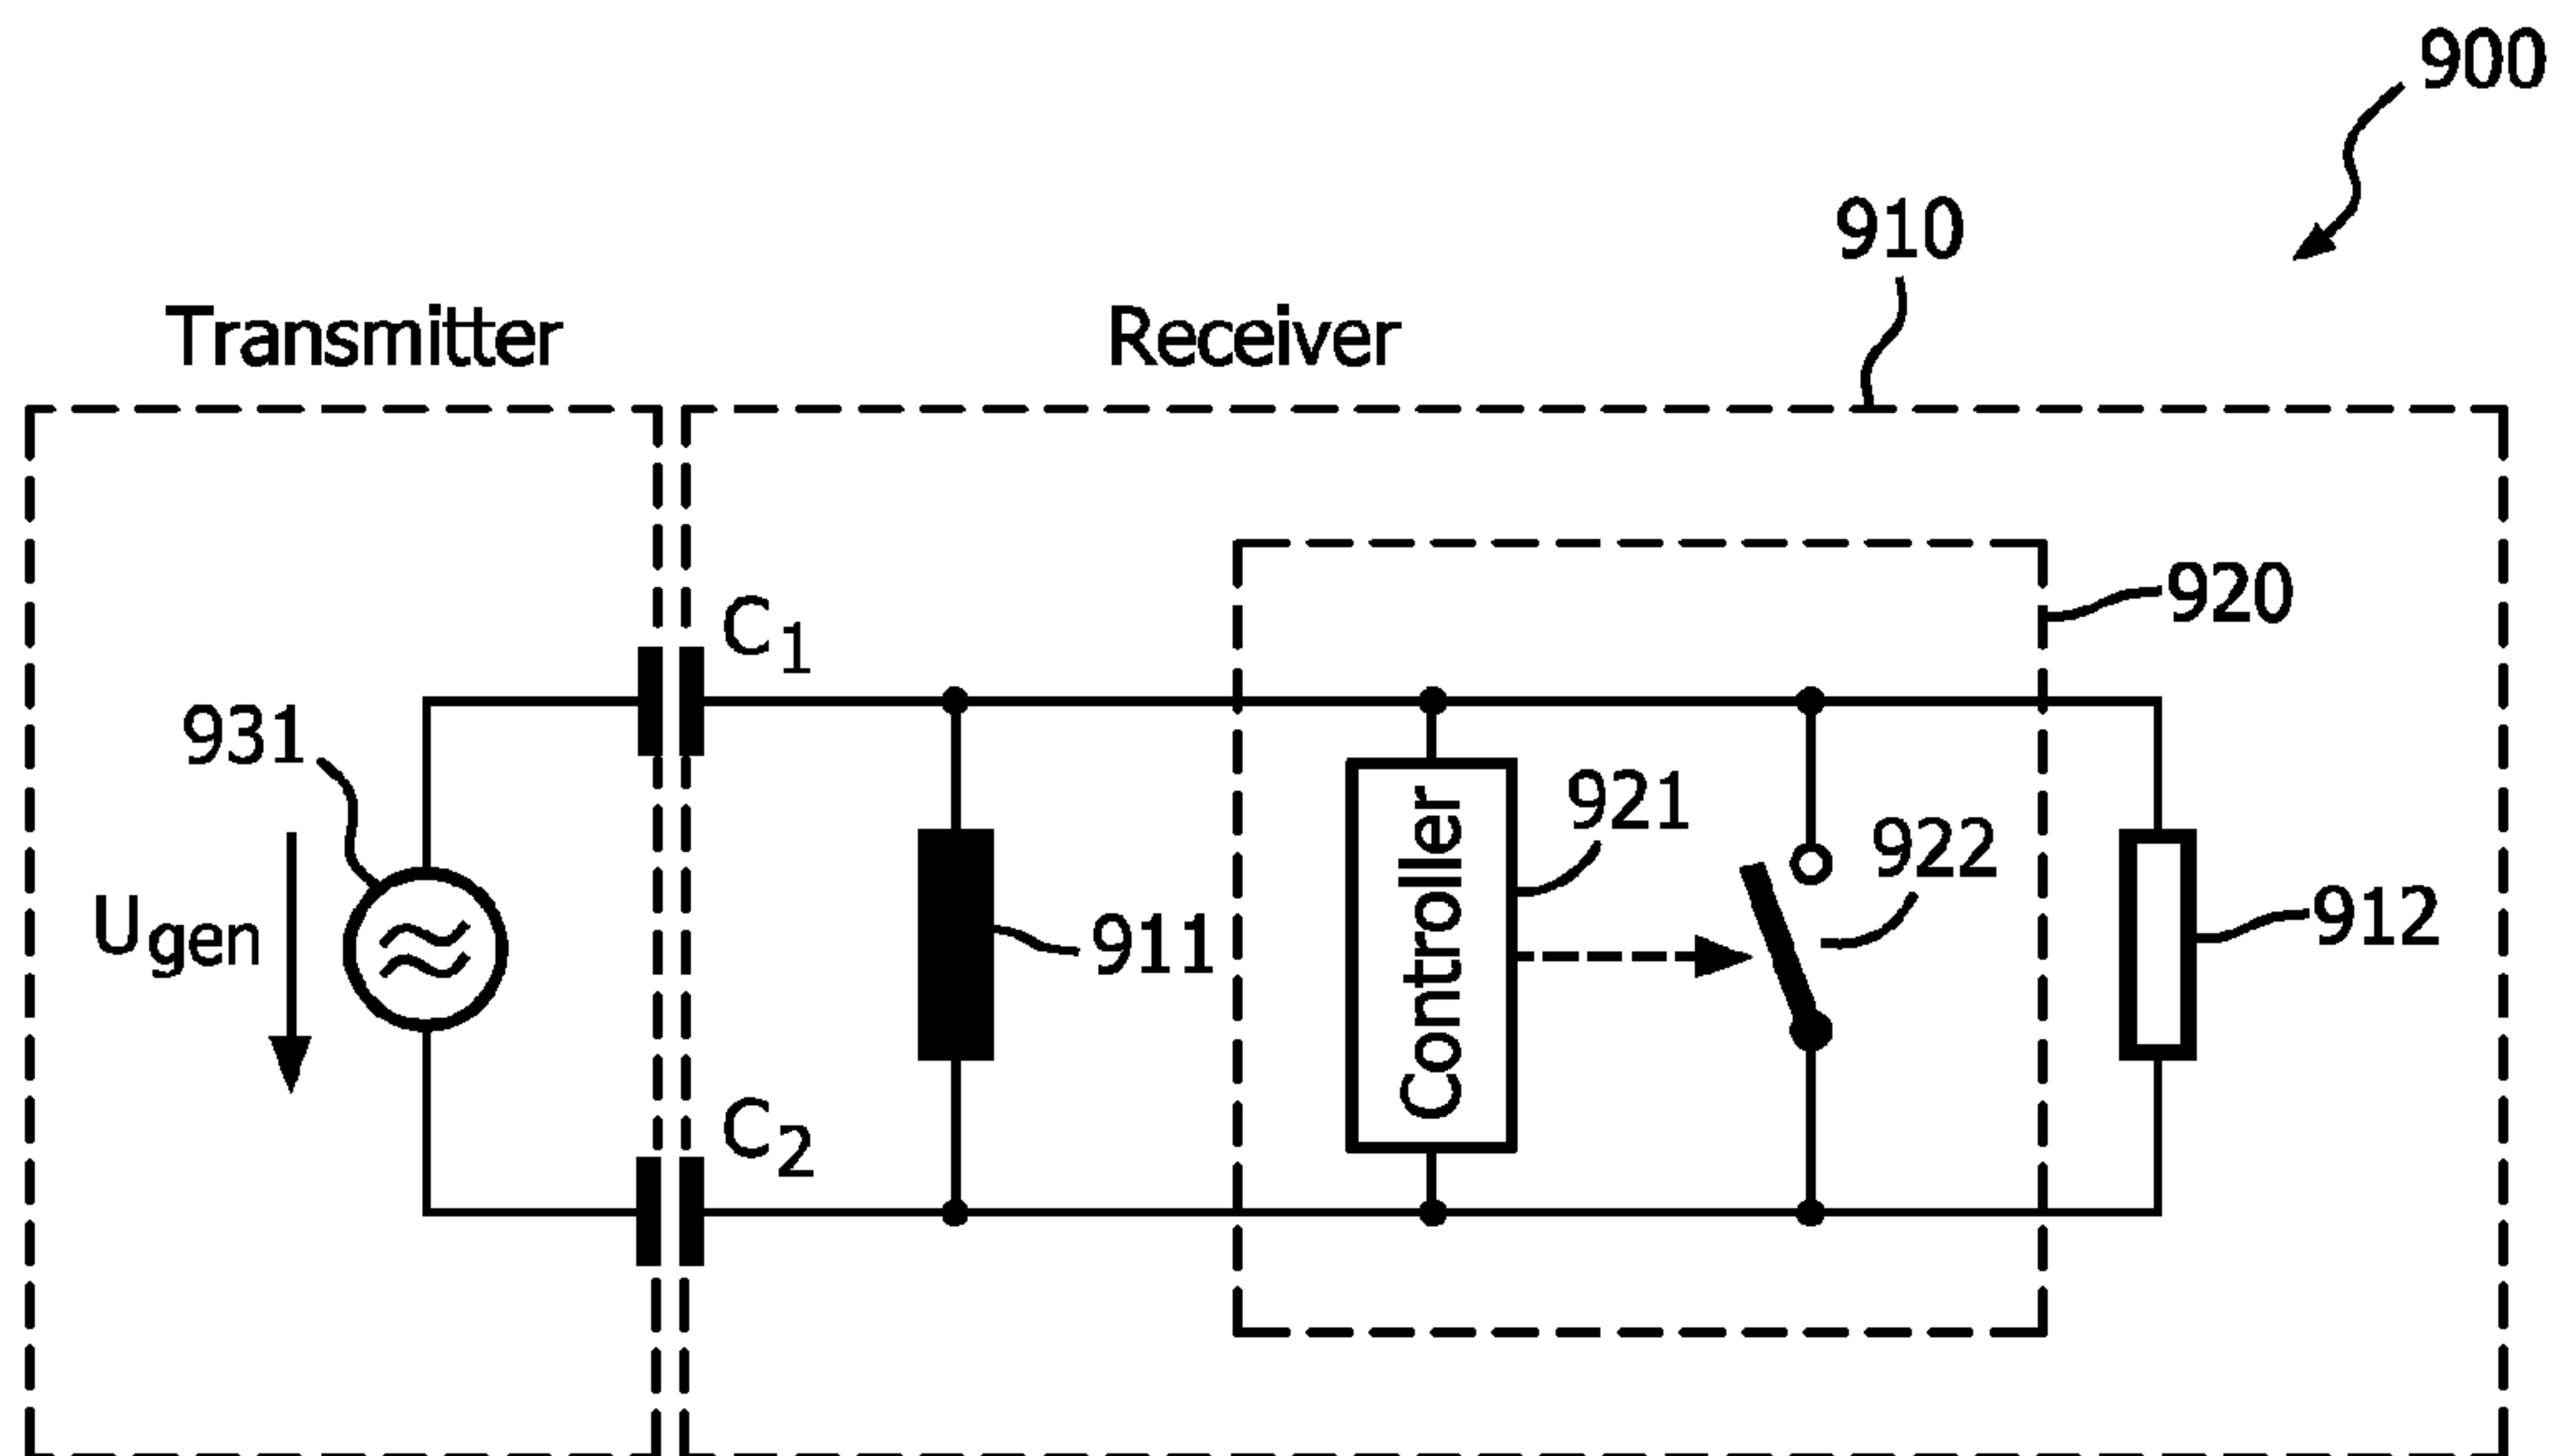 900
910
Transmitter
Receiver
920
C1
931
921
922
Controller
Ugen
911
912
C2